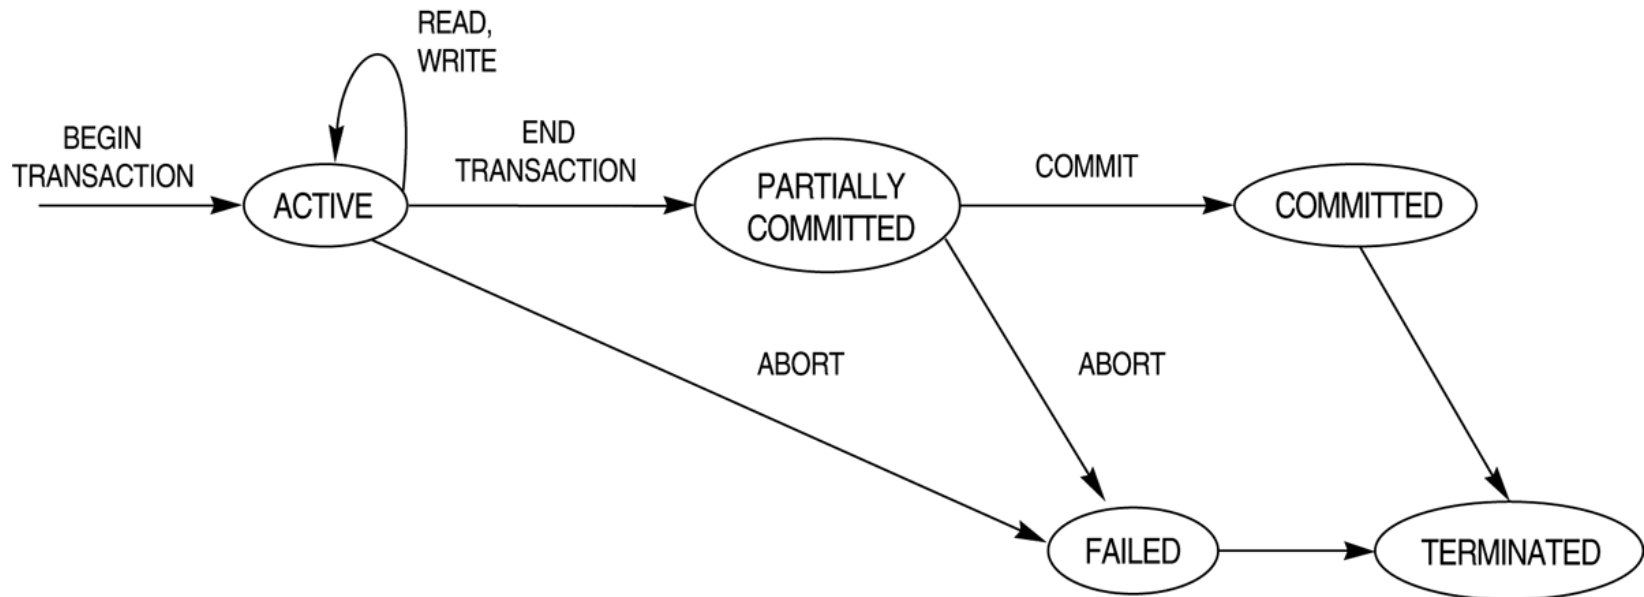 READ,
WRITE
BEGIN
TRANSACTION
END
TRANSACTION
ACTIVE
PARTIALLY
COMMITTED
COMMIT
COMMITTED
ABORT
ABORT
FAILED
TERMINATED